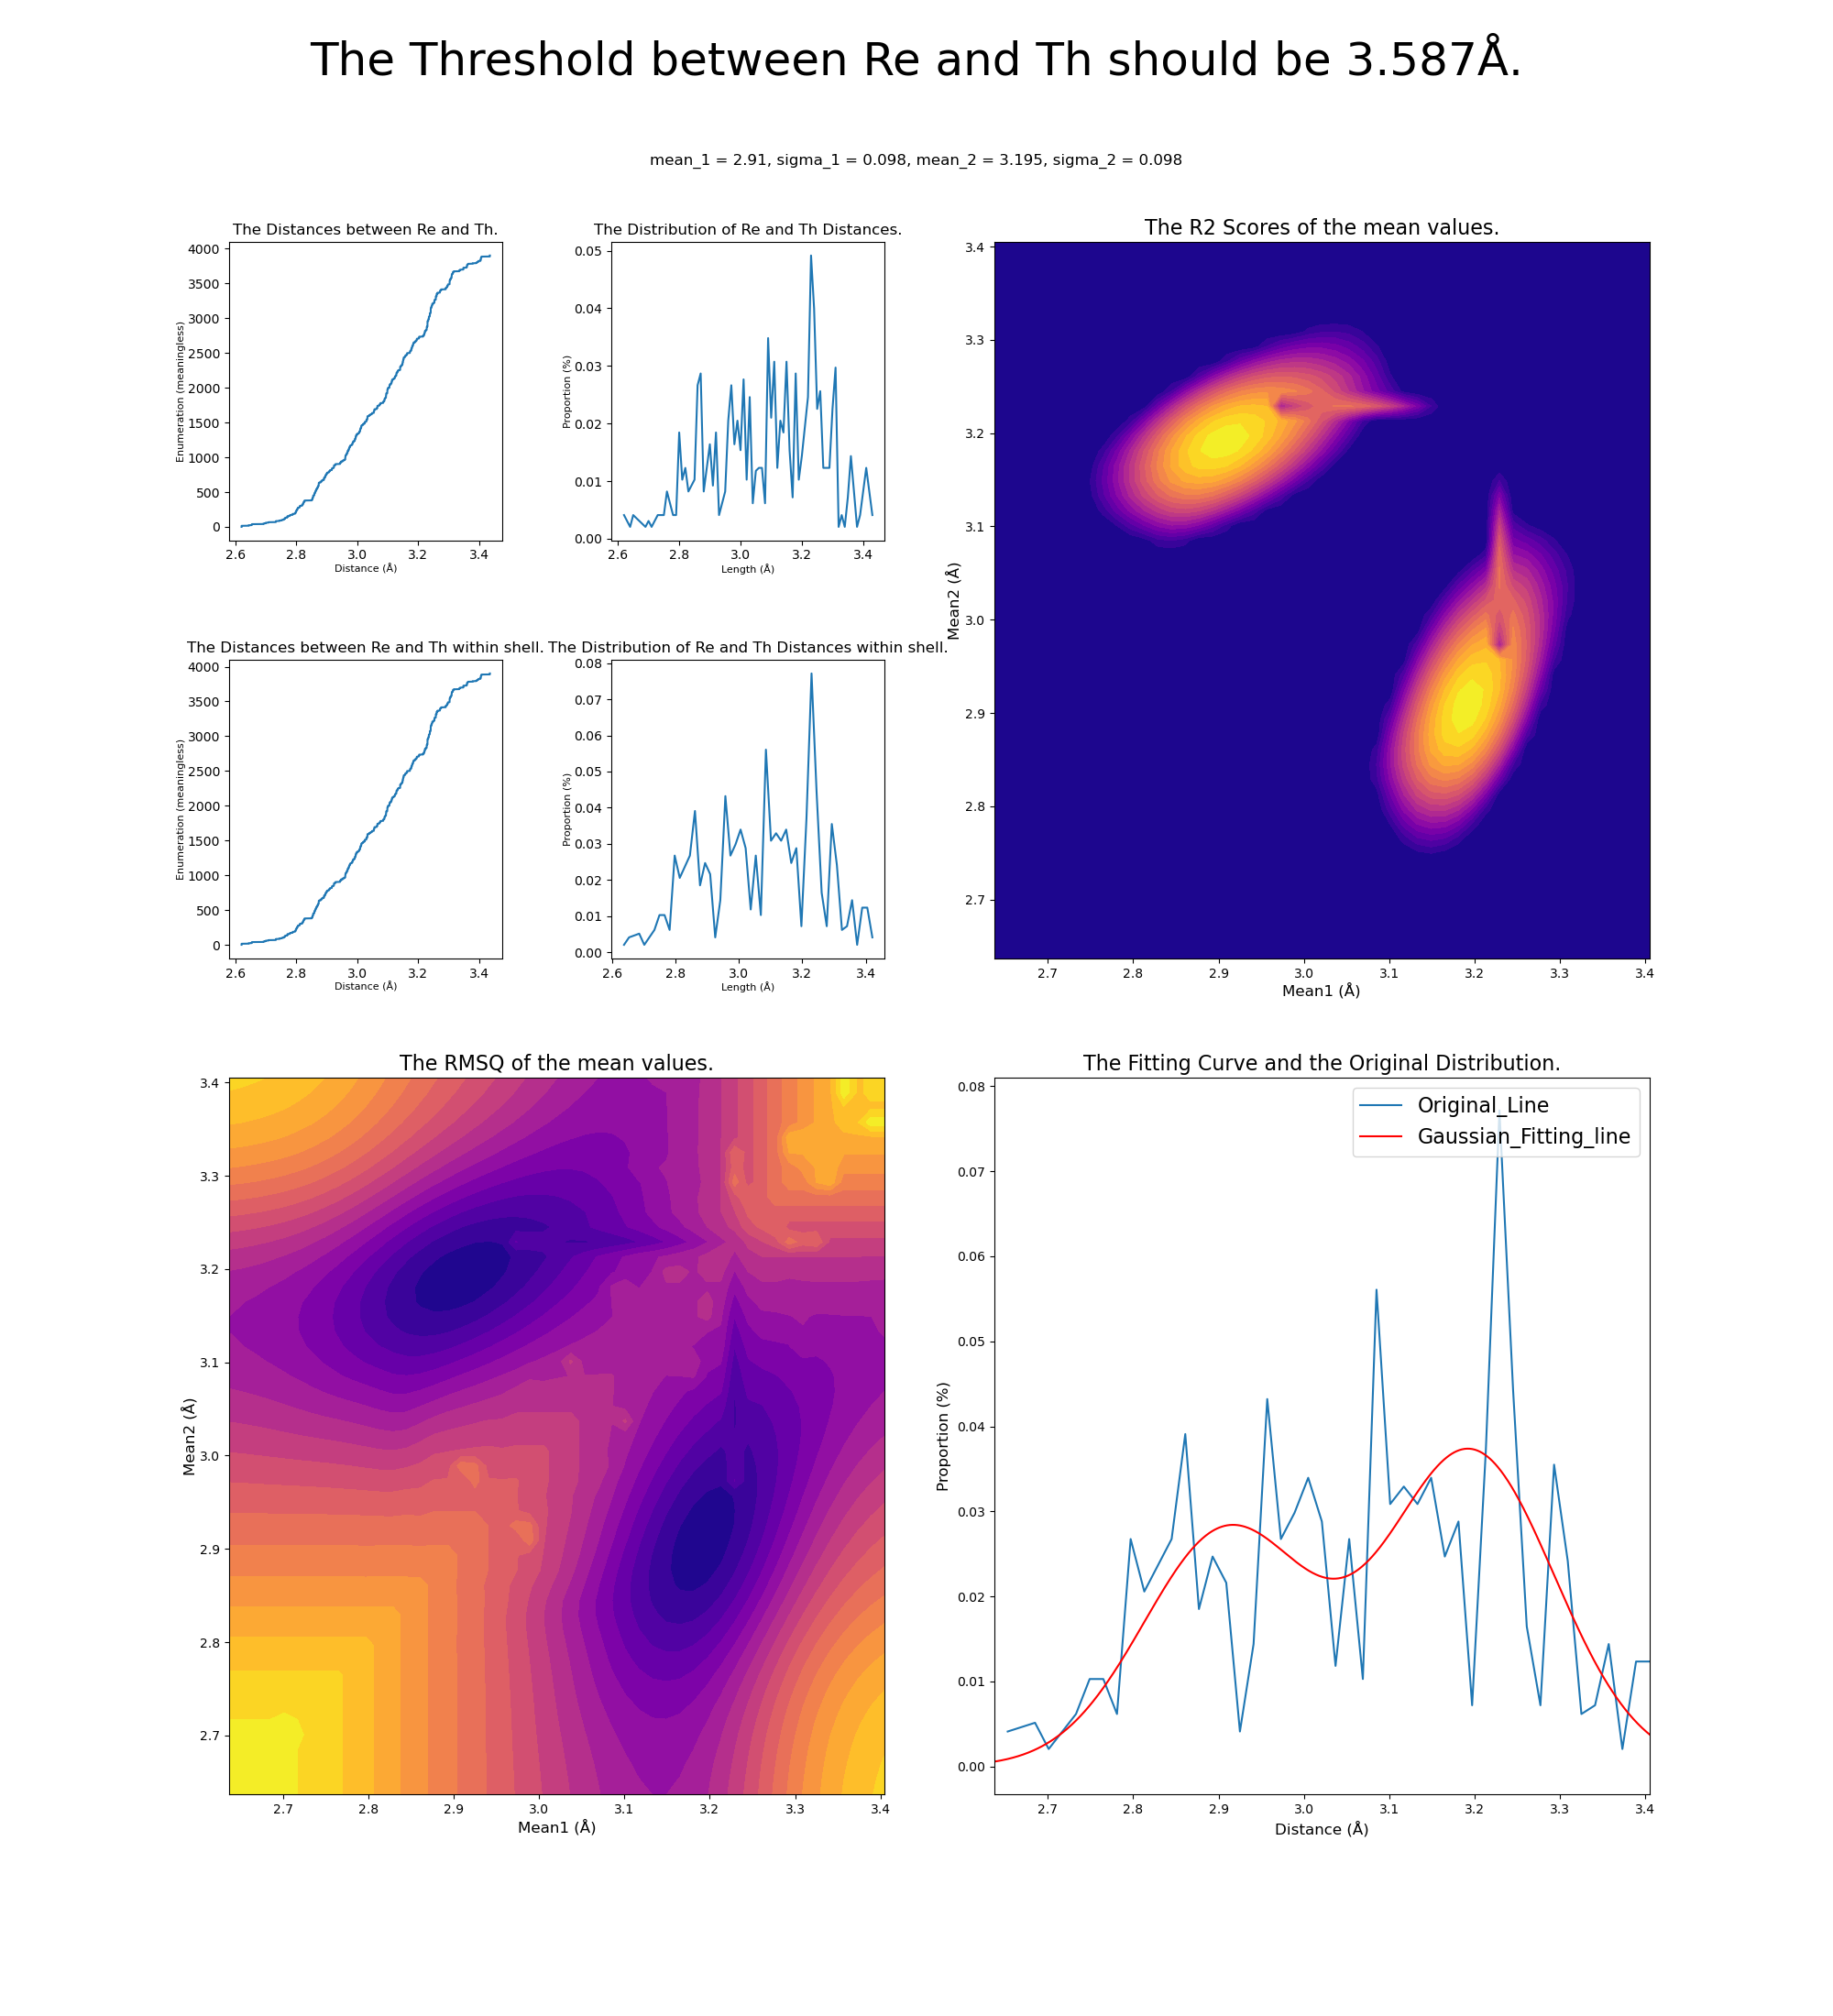 The Threshold between Re and Th should be 3.587Å.
mean_1 = 2.91, sigma_1 = 0.098, mean_2 = 3.195, sigma_2 = 0.098
The Distances between Re and Th.
4000
3500
3000
2500
2000
1500
1000
500
0
Enumeration (meaningless)
2.6 2.8 3.0 3.2 3.4
Distance (Å)
The Distribution of Re and Th Distances.
0.05
0.04
0.03
0.02
0.01
0.00
Proportion (%)
2.6 2.8 3.0 3.2 3.4
Length (Å)
The R2 Scores of the mean values.
3.4
3.3
3.2
3.1
3.0
2.9
2.8
2.7
Mean2 (Å)
2.7 2.8 2.9 3.0 3.1 3.2 3.3 3.4
Mean1 (Å)
The Distances between Re and Th within shell.
4000
3500
3000
2500
2000
1500
1000
500
0
Enumeration (meaningless)
2.6 2.8 3.0 3.2 3.4
Distance (Å)
The Distribution of Re and Th Distances within shell.
0.08
0.07
0.06
0.05
0.04
0.03
0.02
0.01
0.00
Proportion (%)
2.6 2.8 3.0 3.2 3.4
Length (Å)
The RMSQ of the mean values.
3.4
3.3
3.2
3.1
3.0
2.9
2.8
2.7
Mean2 (Å)
2.7 2.8 2.9 3.0 3.1 3.2 3.3 3.4
Mean1 (Å)
The Fitting Curve and the Original Distribution.
Original_Line
Gaussian_Fitting_line
0.08
0.07
0.06
0.05
0.04
0.03
0.02
0.01
0.00
Proportion (%)
2.7 2.8 2.9 3.0 3.1 3.2 3.3 3.4
Distance (Å)